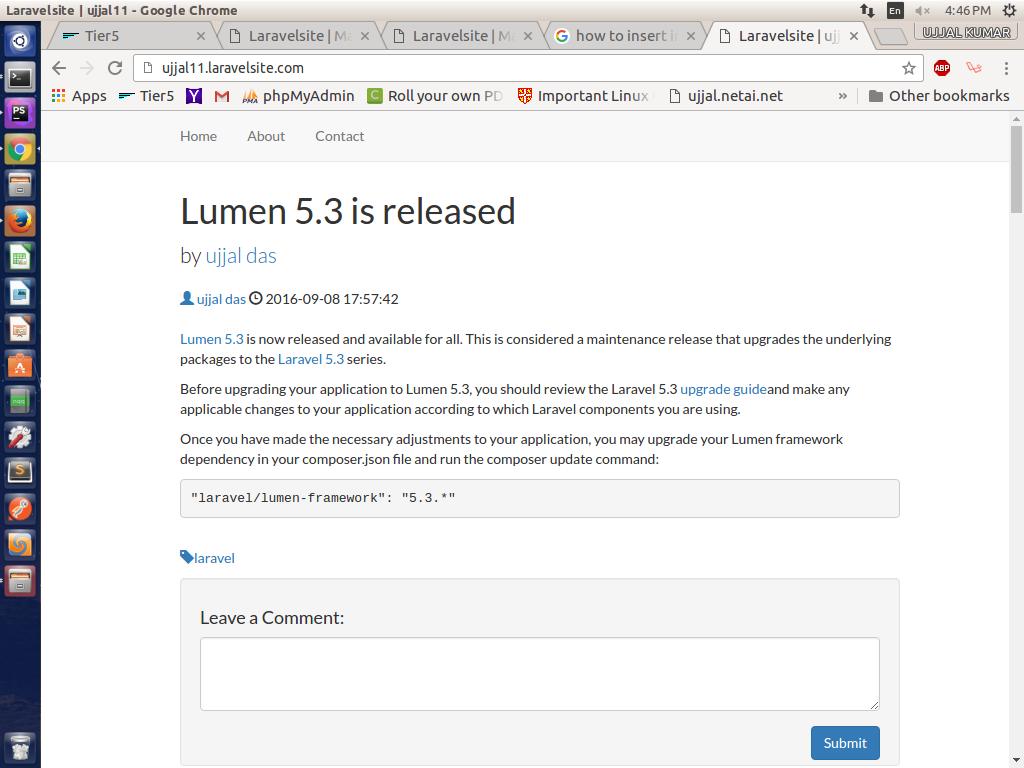 Laravelsite | ujjal11 - Google Chrome
En
4:46 PM
Tier5
Laravelsite | Ma
Laravelsite | Ma
how to insert i
Laravelsite | ujj
UJJAL KUMAR
ujjal11.laravelsite.com
ABP
Apps
Tier5
phpMyAdmin
Roll your own PD
Important Linux
ujjal.netai.net
»
Other bookmarks
Home
About
Contact
Lumen 5.3 is released
by ujjal das
ujjal das 2016-09-08 17:57:42
Lumen 5.3 is now released and available for all. This is considered a maintenance release that upgrades the underlying
packages to the Laravel 5.3 series.
Before upgrading your application to Lumen 5.3, you should review the Laravel 5.3 upgrade guideand make any
applicable changes to your application according to which Laravel components you are using.
Once you have made the necessary adjustments to your application, you may upgrade your Lumen framework
dependency in your composer.json file and run the composer update command:
"laravel/lumen-framework": "5.3.*"
laravel
Leave a Comment:
Submit